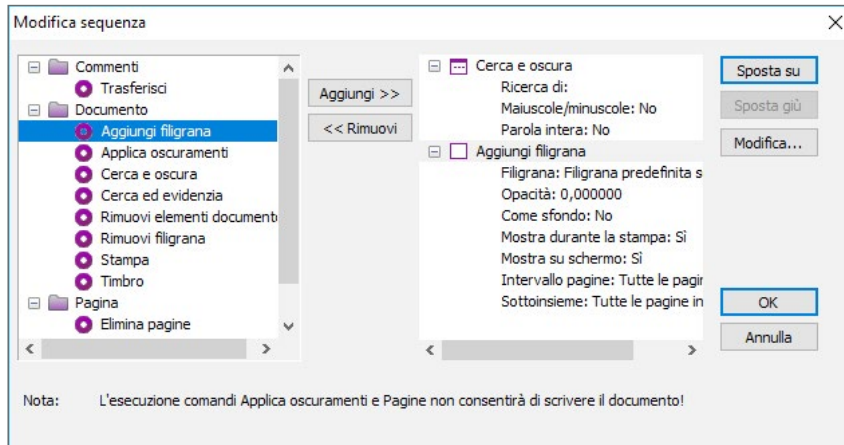 Modifica sequenza
Commenti
Trasferisci
Documento
Aggiungi filigrana
Applica oscuramenti
Cerca e oscura
Cerca ed evidenzia
Rimuovi elementi document
Rimuovi filigrana
Stampa
Timbro
Pagina
Elimina pagine
Aggiungi >>
<< Rimuovi
Cerca e oscura
Ricerca di:
Maiuscole/minuscole: No
Parola intera: No
Aggiungi filigrana
Filigrana: Filigrana predefinita s
Opacità: 0,000000
Come sfondo: No
Mostra durante la stampa: Sì
Mostra su schermo: Sì
Intervallo pagine: Tutte le pagin
Sottoinsieme: Tutte le pagine in
Sposta su
Sposta giù
Modifica...
OK
Annulla
Nota: L'esecuzione comandi Applica oscuramenti e Pagine non consentirà di scrivere il documento!